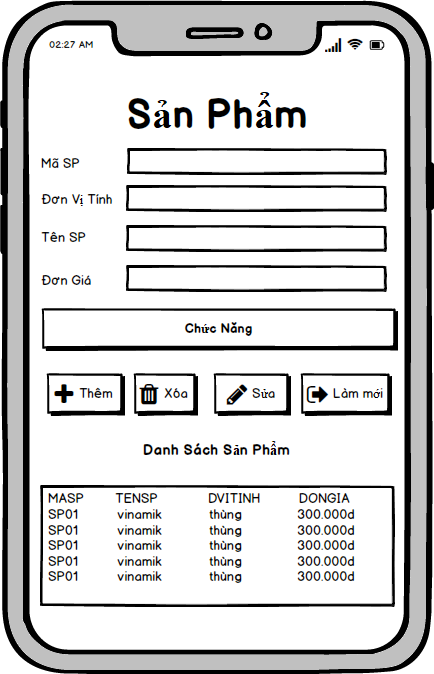 02:27 AM
Sản Phẩm
Mã SP
Đơn Vị Tính
Tên SP
Đơn Giá
Chức Năng
Thêm Xóa Sửa Làm mới
Danh Sách Sản Phẩm
MASP TENSP DVITINH DONGIA
SP01 vinamik thùng 300.000đ
SP01 vinamik thùng 300.000đ
SP01 vinamik thùng 300.000đ
SP01 vinamik thùng 300.000đ
SP01 vinamik thùng 300.000đ